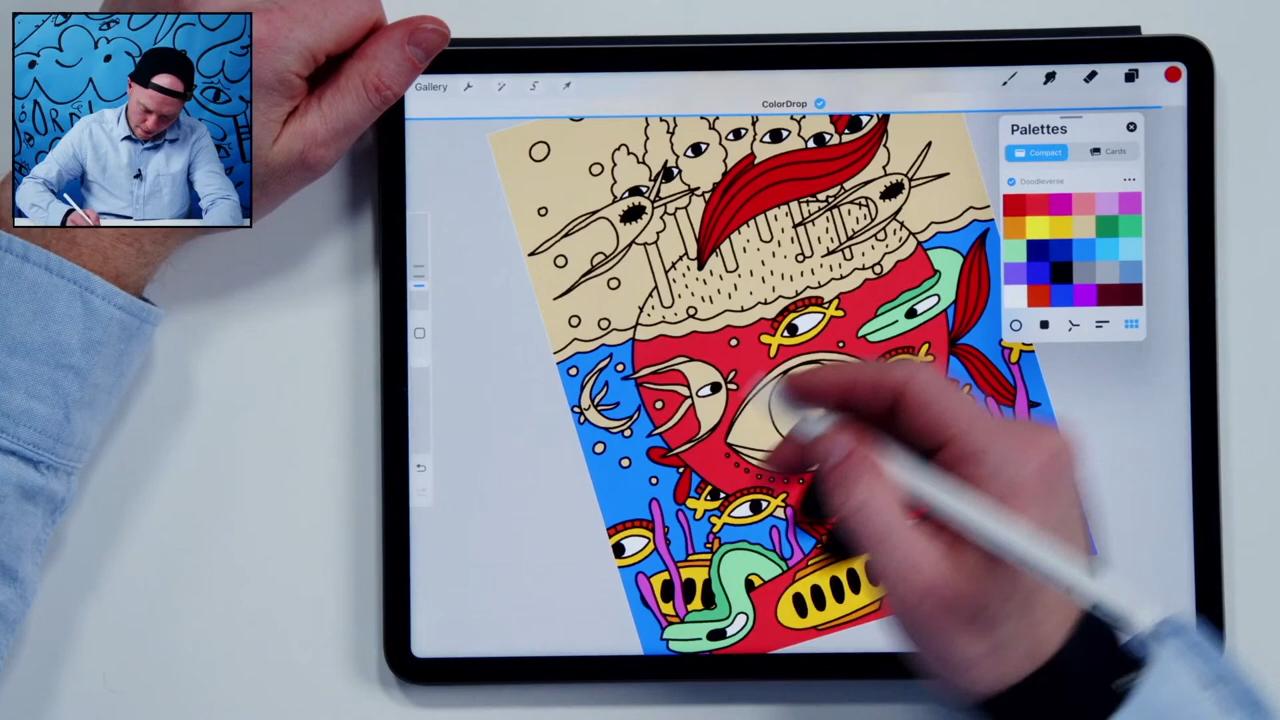 Gallery
ColorDrop
Palettes
Compact
Cards
Doodleverse